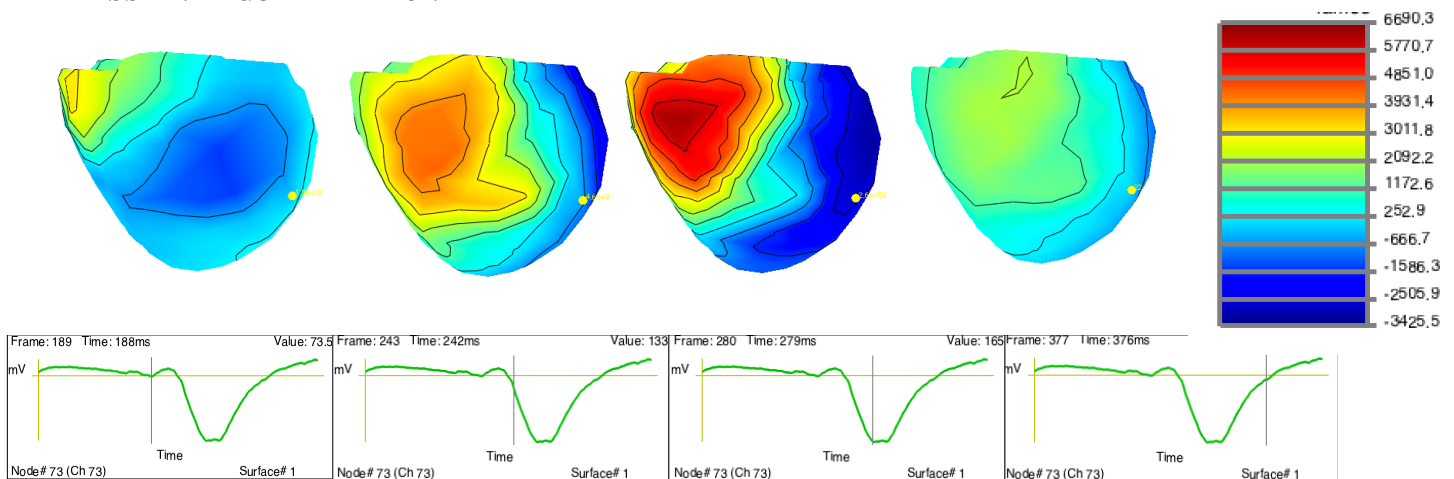 6690.3
5770.7
4851.0
3931.4
3011.8
2092.2
1172.6
252.9
-666.7
-1586.3
-2505.9
-3425.5
Frame: 189 Time: 188ms Value: 73.5
mV
Time
Node# 73 (Ch 73) Surface# 1
Frame: 243 Time: 242ms Value: 133
mV
Time
Node# 73 (Ch 73) Surface# 1
Frame: 280 Time: 279ms Value: 165
mV
Time
Node# 73 (Ch 73) Surface# 1
Frame: 377 Time: 376ms
mV
Time
Node# 73 (Ch 73) Surface# 1